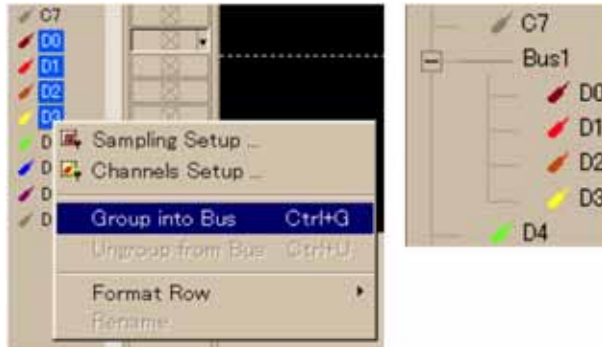 C7
D0
D1
D2
D3
D
D
D
D
Sampling Setup ...
Channels Setup ...
Group into Bus Ctrl+G
Ungroup from Bus Ctrl+U
Format Row
Rename
C7
Bus1
D0
D1
D2
D3
D4